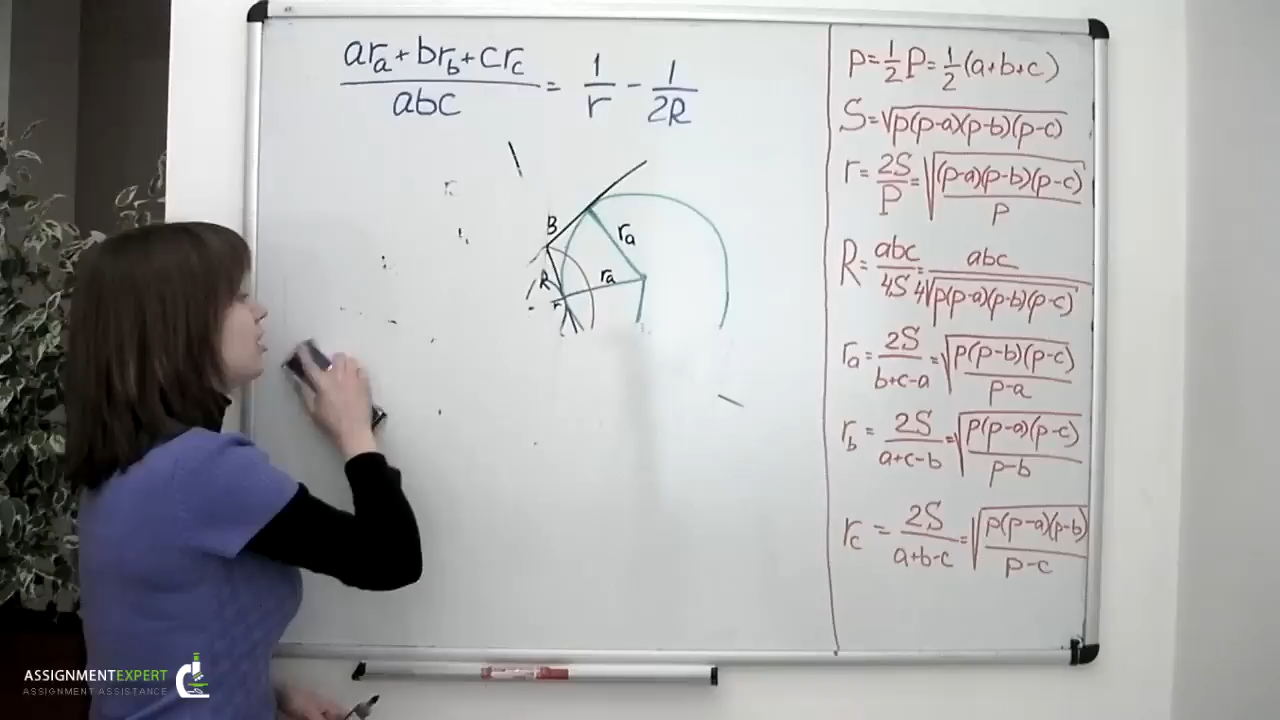 ar_a + br_b + cr_c / abc = 1/r - 1/2R
B
r_a
R
r_a
r
p = 1/2 P = 1/2 (a+b+c)
S = √p(p-a)(p-b)(p-c)
r = 2S/P = √(p-a)(p-b)(p-c)/p
R = abc/4S = abc/4√p(p-a)(p-b)(p-c)
r_a = 2S/b+c-a = √p(p-b)(p-c)/p-a
r_b = 2S/a+c-b = √p(p-a)(p-c)/p-b
r_c = 2S/a+b-c = √p(p-a)(p-b)/p-c
ASSIGNMENTEXPERT
ASSIGNMENT ASSISTANCE